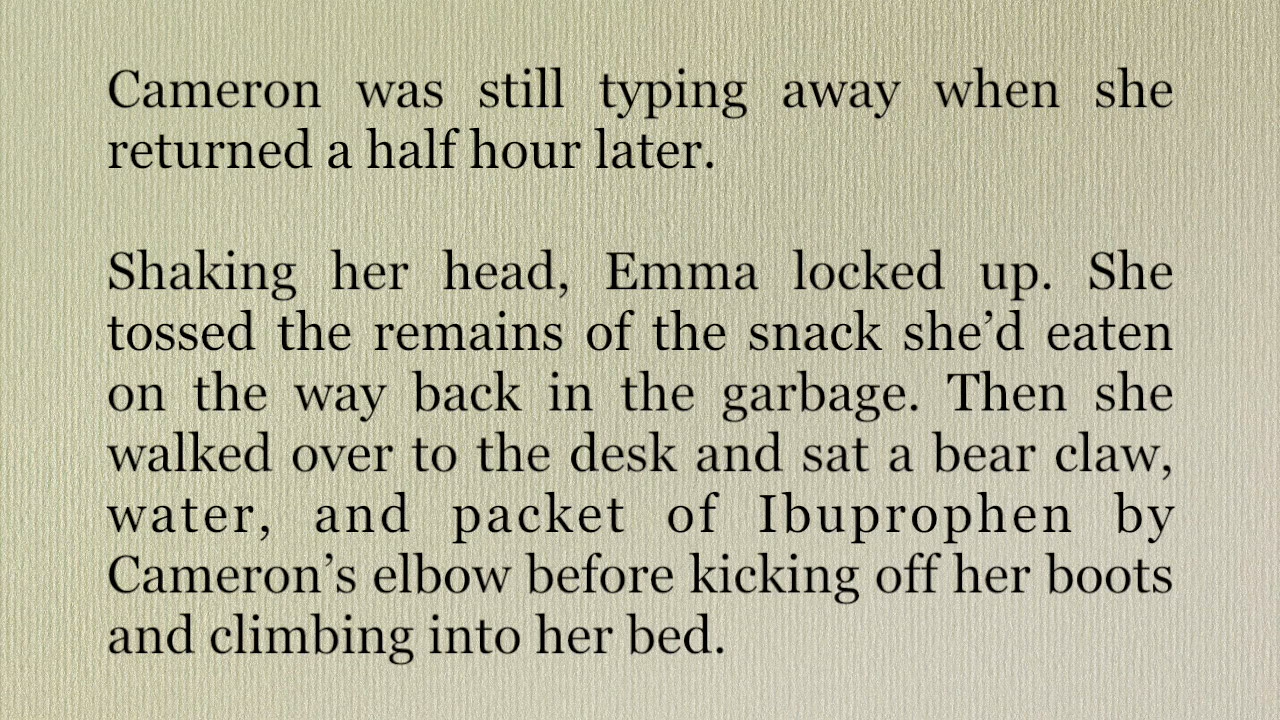 Cameron was still typing away when she
returned a half hour later.
Shaking her head, Emma locked up. She
tossed the remains of the snack she’d eaten
on the way back in the garbage. Then she
walked over to the desk and sat a bear claw,
water, and packet of Ibuprophen by
Cameron’s elbow before kicking off her boots
and climbing into her bed.